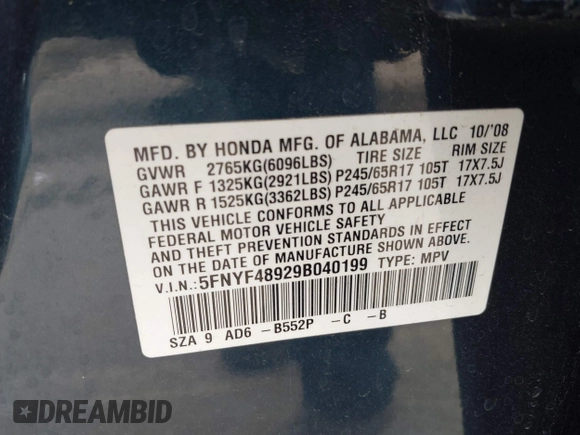 MFD. BY HONDA MFG. OF ALABAMA, LLC 10/'08
GVWR 2765KG(6096LBS) TIRE SIZE RIM SIZE
GAWR F 1325KG(2921LBS) P245/65R17 105T 17X7.5J
GAWR R 1525KG(3362LBS) P245/65R17 105T 17X7.5J
THIS VEHICLE CONFORMS TO ALL APPLICABLE
FEDERAL MOTOR VEHICLE SAFETY
AND THEFT PREVENTION STANDARDS IN EFFECT
ON THE DATE OF MANUFACTURE SHOWN ABOVE.
V.I.N.: 5FNYF48929B040199 TYPE: MPV
SZA 9 AD6 -B552P -C -B
DREAMBID